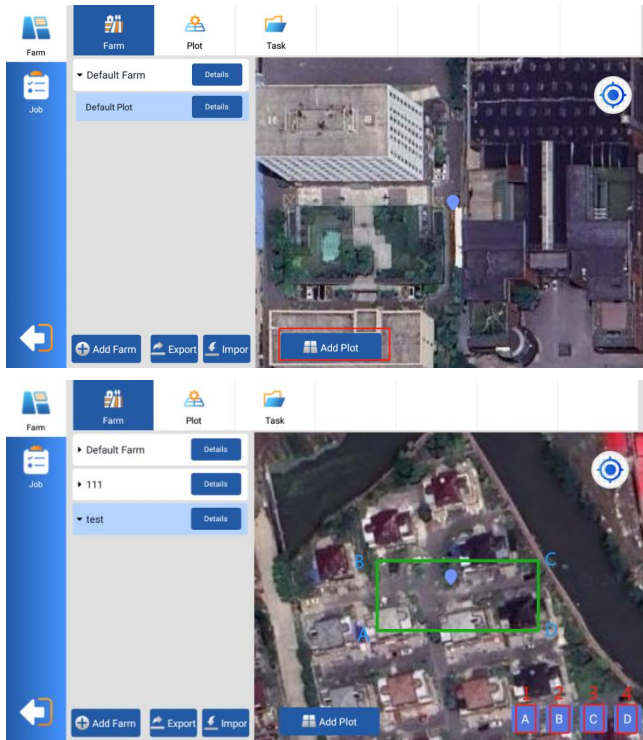 Farm
Plot
Task
Farm
Default Farm
Details
Job
Default Plot
Details
Add Farm
Export
Impor
Add Plot
Farm
Plot
Task
Farm
Default Farm
Details
Job
111
Details
test
Details
B
C
A
D
1
2
3
4
Add Farm
Export
Impor
Add Plot
A
B
C
D